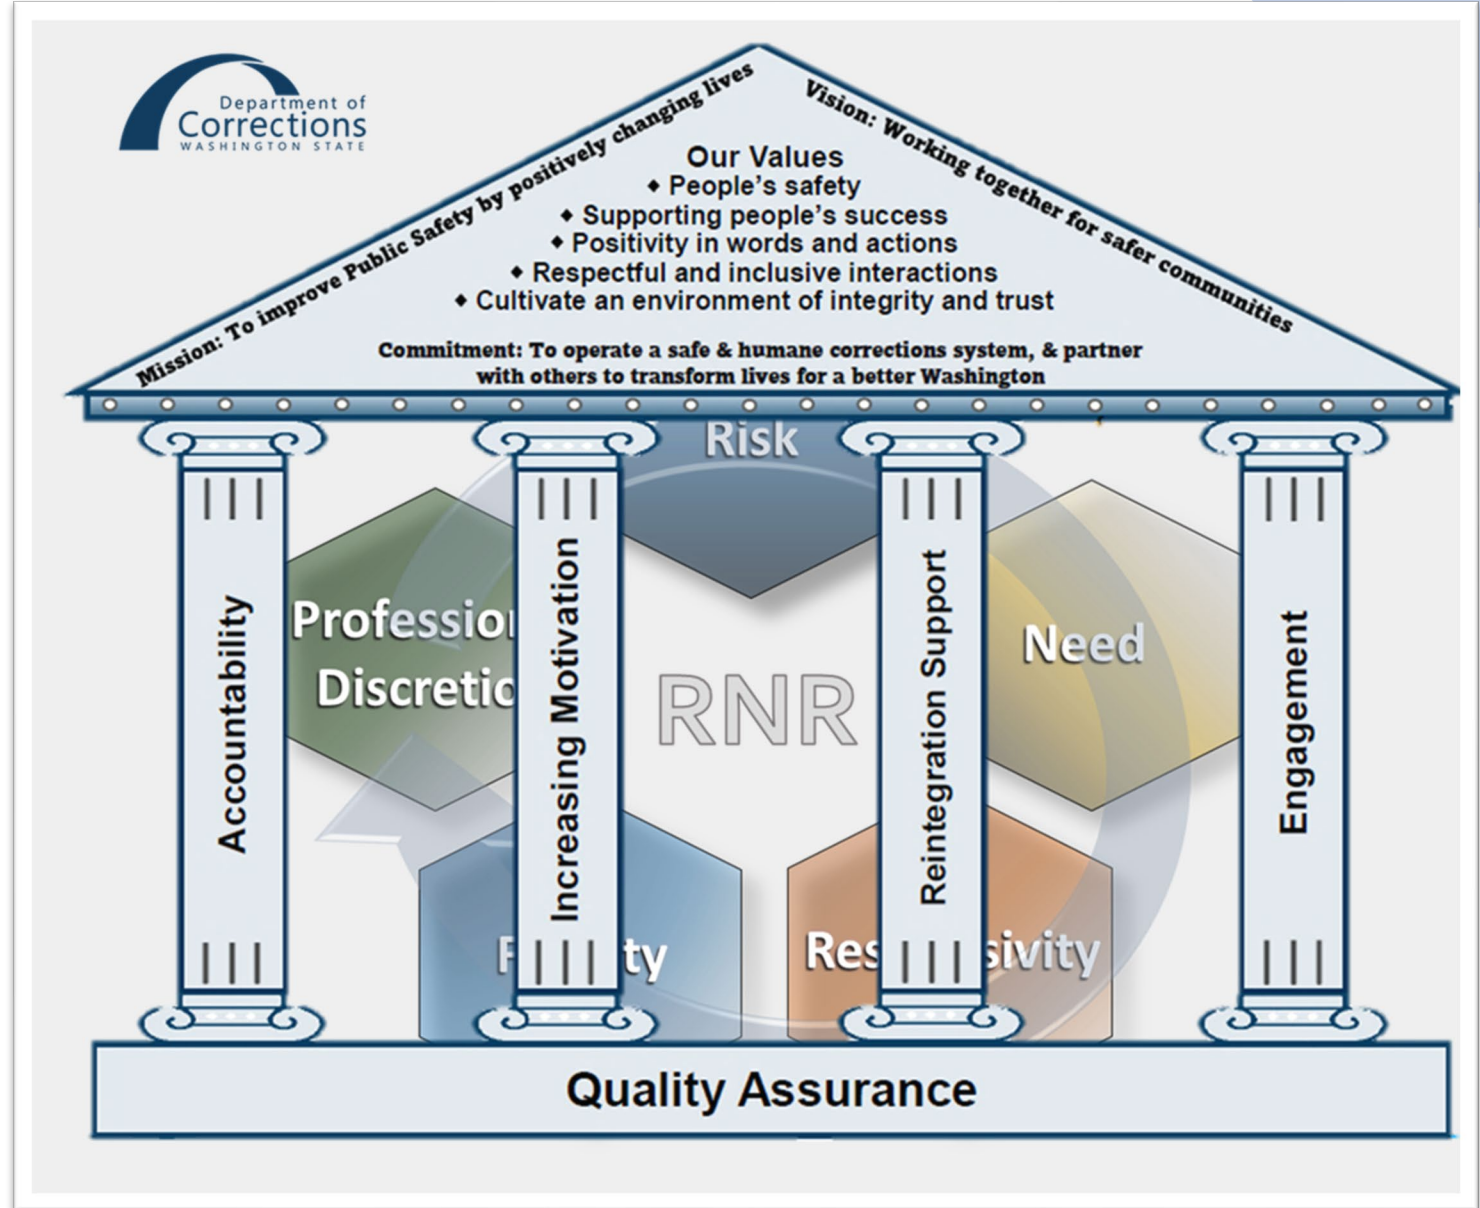 Department of
Corrections
WASHINGTON STATE
Mission: To improve Public Safety by positively changing lives
Vision: Working together for safer communities
Our Values
◆ People's safety
◆ Supporting people's success
◆ Positivity in words and actions
◆ Respectful and inclusive interactions
◆ Cultivate an environment of integrity and trust
Commitment: To operate a safe & humane corrections system, & partner
with others to transform lives for a better Washington
Risk
Accountability
Increasing Motivation
Reintegration Support
Engagement
Need
RNR
Quality Assurance